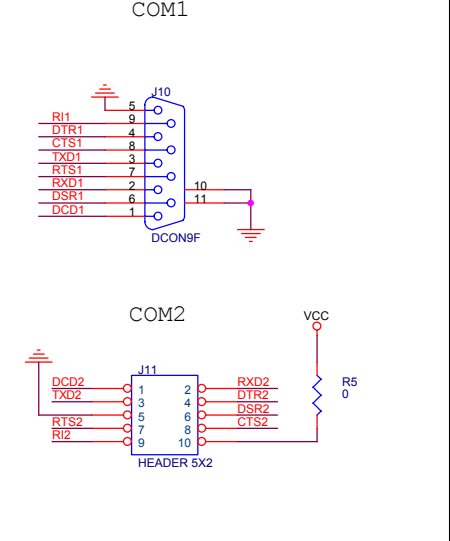 COM1
J10
5
RI1 9
DTR1 4
CTS1 8
TXD1 3
RTS1 7
RXD1 2 10
DSR1 6 11
DCD1 1
DCON9F
COM2
VCC
J11
R5
0
DCD2 1 2 RXD2
TXD2 3 4 DTR2
5 6 DSR2
RTS2 7 8 CTS2
RI2 9 10
HEADER 5X2